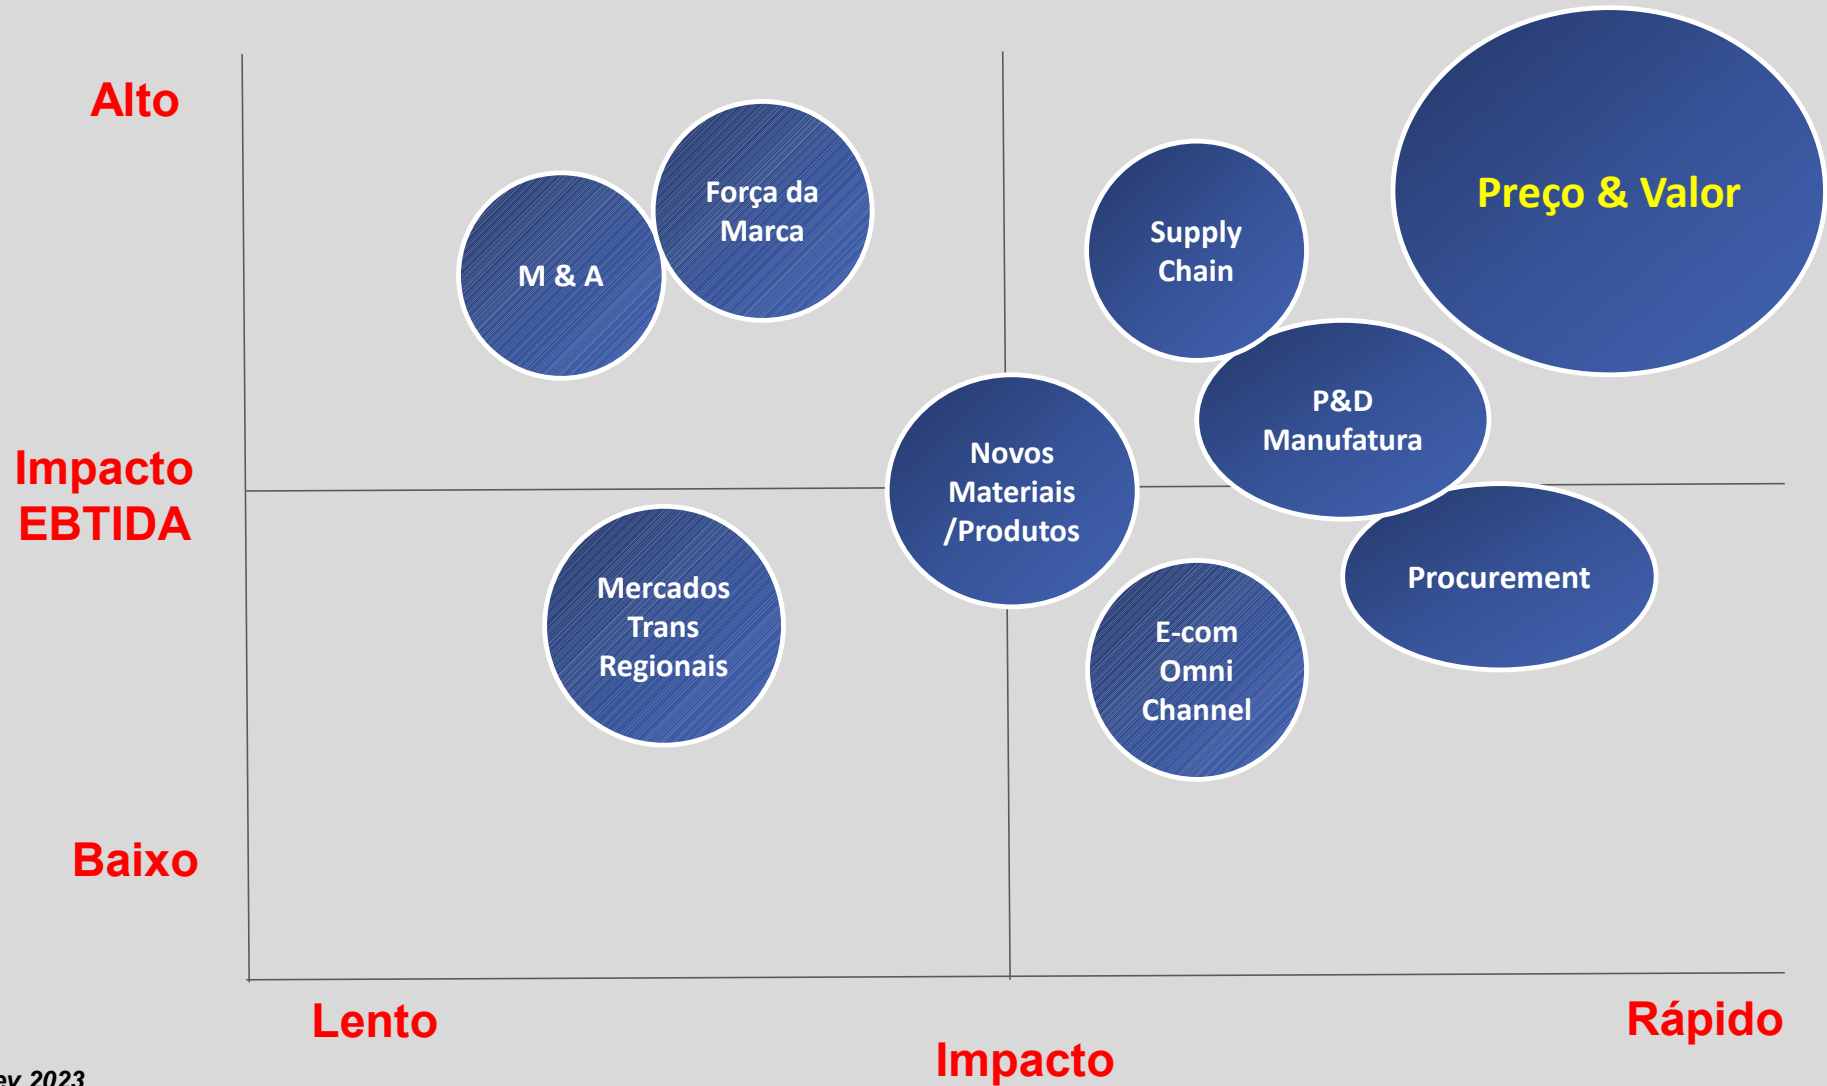 Alto
Preço & Valor
Força da
Marca
Supply
Chain
M & A
P&D
Manufatura
Impacto
EBTIDA
Novos
Materiais
/Produtos
Mercados
Trans
Regionais
Procurement
E-com
Omni
Channel
Baixo
Lento
Rápido
Impacto
2023